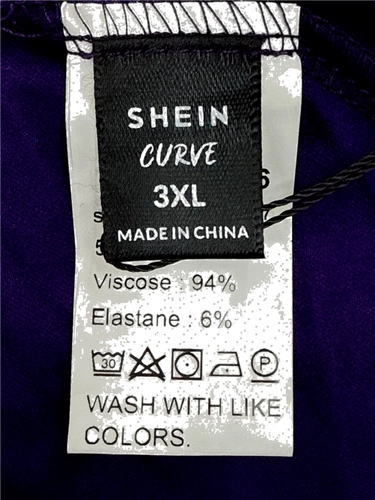 SHEIN
CURVE
3XL
MADE IN CHINA
Viscose : 94%
Elastane : 6%
30 P
WASH WITH LIKE
COLORS.